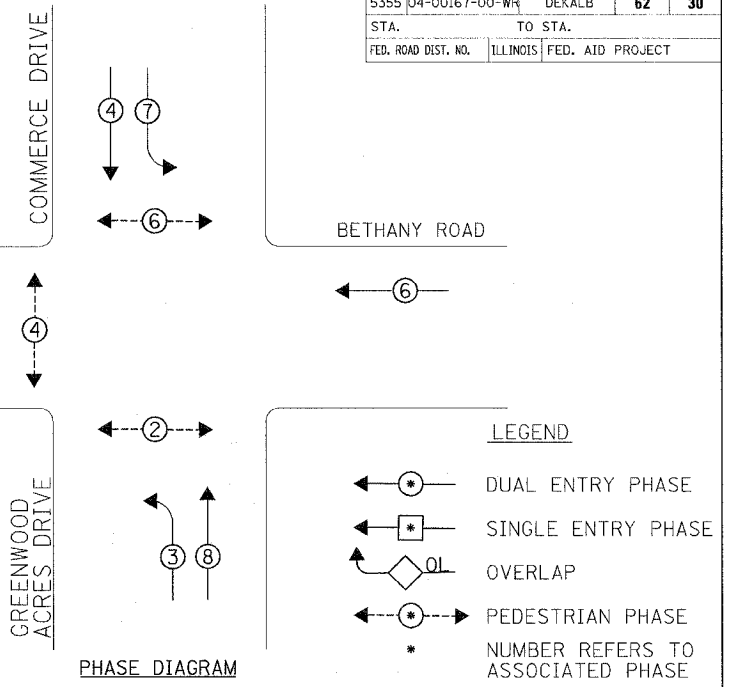 5355 04-00167-00-WR DEKALB 62 30
STA. TO STA.
FED. ROAD DIST. NO. ILLINOIS FED. AID PROJECT
COMMERCE DRIVE
4 7
6
BETHANY ROAD
6
4
2
GREENWOOD
ACRES DRIVE
3 8
PHASE DIAGRAM
LEGEND
* DUAL ENTRY PHASE
* SINGLE ENTRY PHASE
OL OVERLAP
* PEDESTRIAN PHASE
* NUMBER REFERS TO
ASSOCIATED PHASE